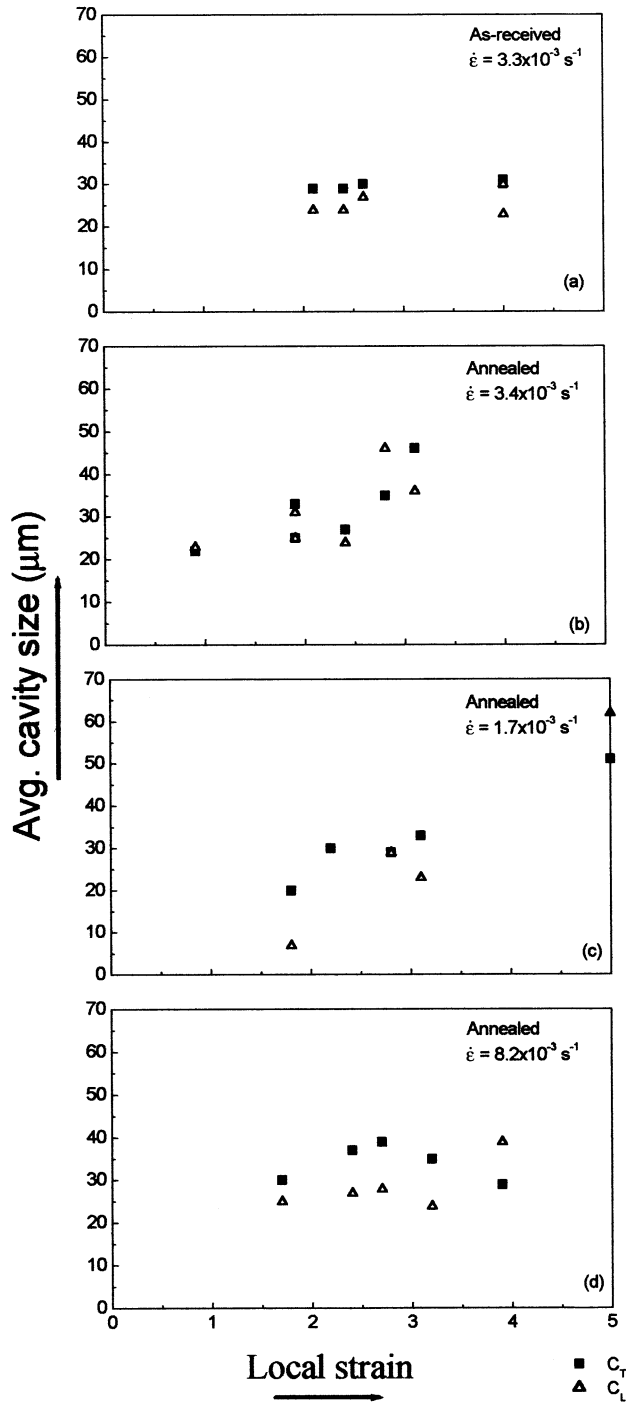 70
60
50
40
30
20
10
0
As-received
ε̇ = 3.3x10⁻³ s⁻¹
(a)
70
60
50
40
30
20
10
0
Annealed
ε̇ = 3.4x10⁻³ s⁻¹
(b)
70
60
50
40
30
20
10
0
Annealed
ε̇ = 1.7x10⁻³ s⁻¹
(c)
70
60
50
40
30
20
10
0
Annealed
ε̇ = 8.2x10⁻³ s⁻¹
(d)
0 1 2 3 4 5
Avg. cavity size (μm)
Local strain
C_T
C_L